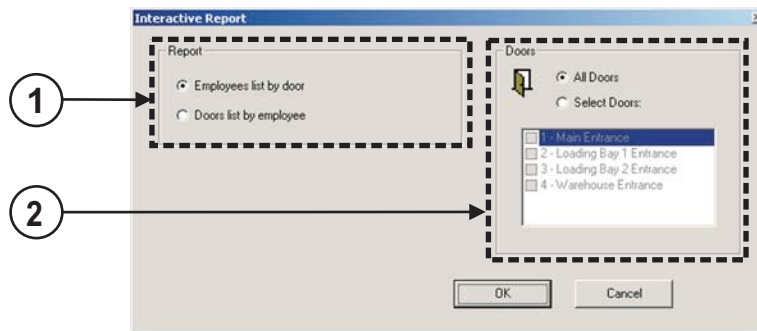 Interactive Report
Report
Employees list by door
Doors list by employee
Doors
All Doors
Select Doors:
1 - Main Entrance
2 - Loading Bay 1 Entrance
3 - Loading Bay 2 Entrance
4 - Warehouse Entrance
OK
Cancel
1
2